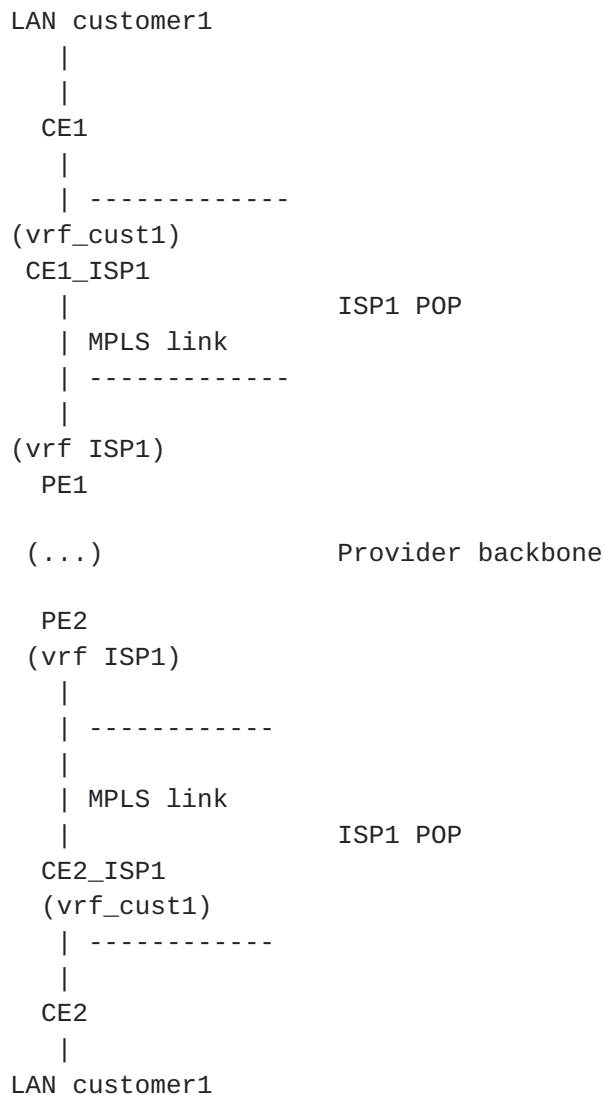 LAN customer1
|
|
CE1
|
| -------------
(vrf_cust1)
CE1_ISP1
| ISP1 POP
| MPLS link
| -------------
|
(vrf ISP1)
PE1
(...) Provider backbone
PE2
(vrf ISP1)
|
| ------------
|
| MPLS link
| ISP1 POP
CE2_ISP1
(vrf_cust1)
| ------------
|
CE2
|
LAN customer1